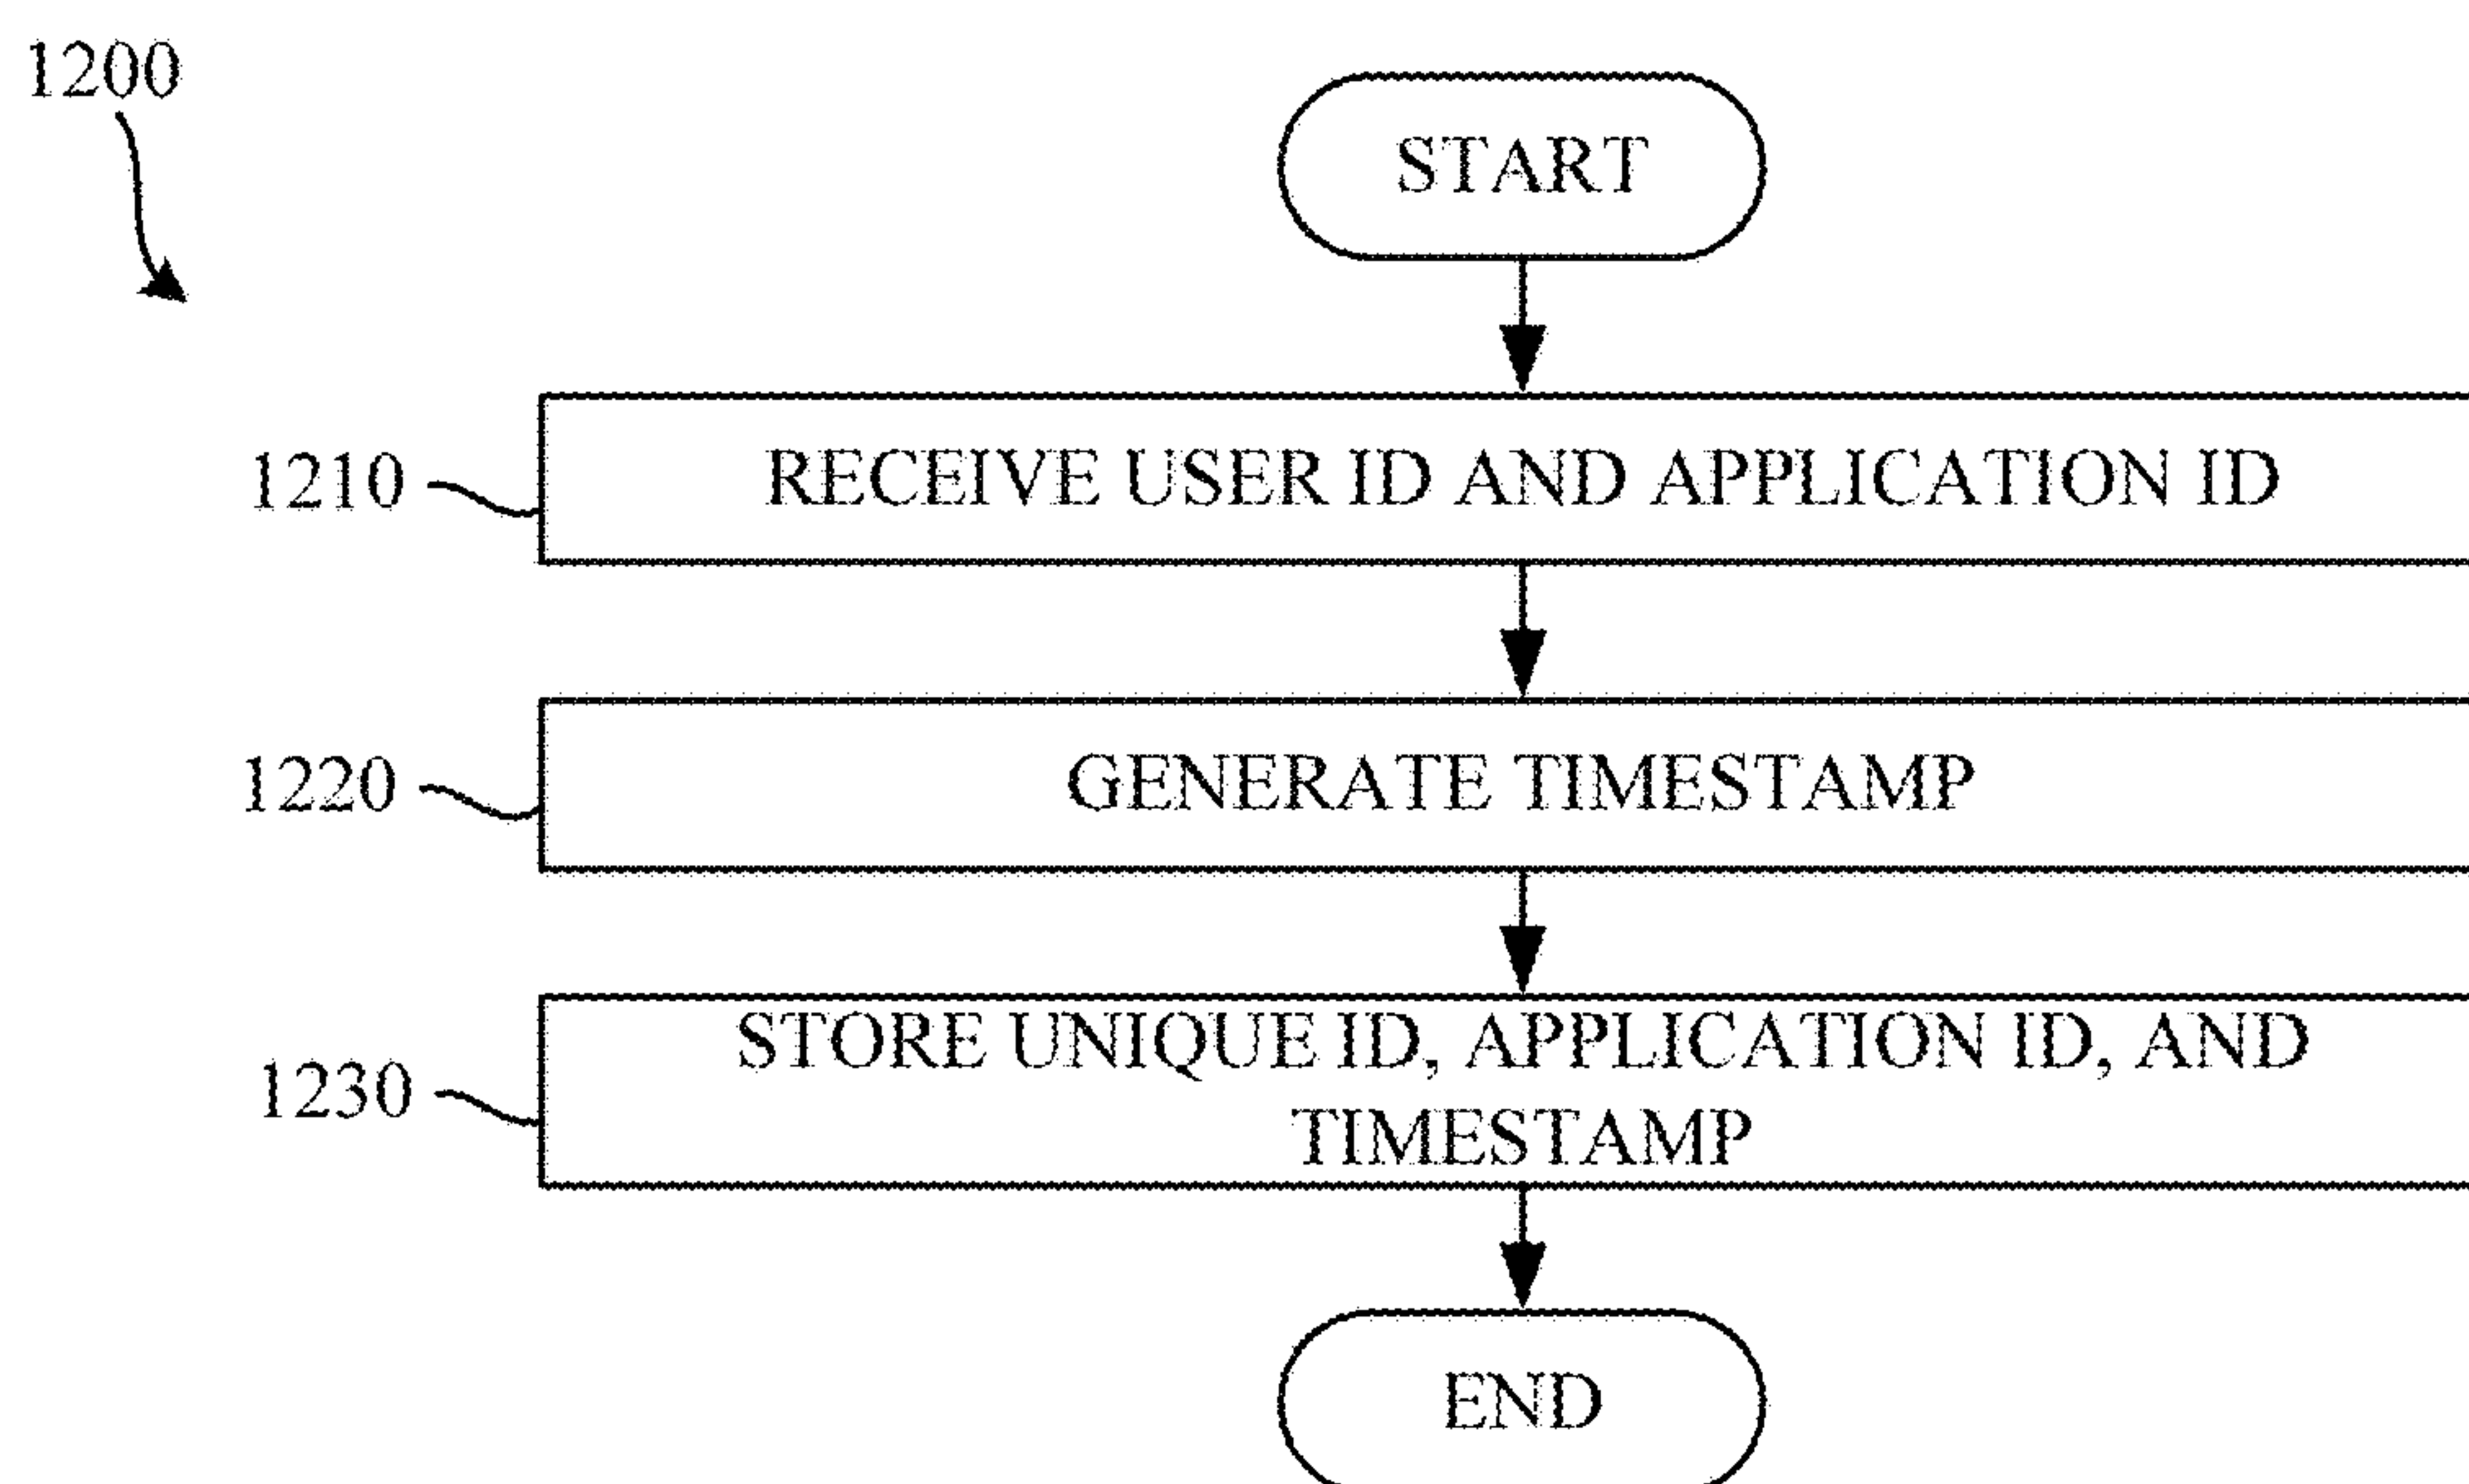 1200
START
1210
RECEIVE USER ID AND APPLICATION ID
1220
GENERATE TIMESTAMP
1230
STORE UNIQUE ID, APPLICATION ID, AND
TIMESTAMP
END